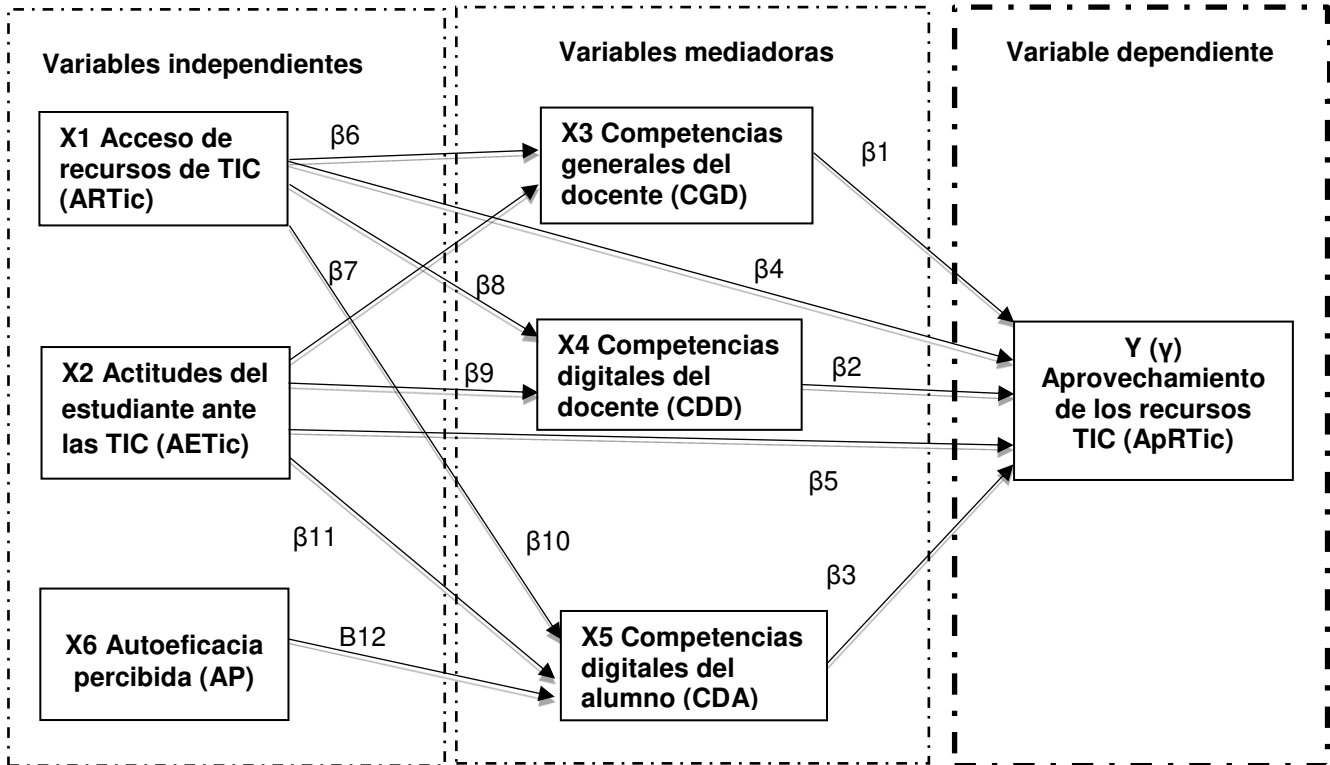 Variables independientes
X1 Acceso de
recursos de TIC
(ARTic)
X2 Actitudes del
estudiante ante
las TIC (AETic)
X6 Autoeficacia
percibida (AP)
β6
β7
β8
β9
β11
β10
B12
Variables mediadoras
X3 Competencias
generales del
docente (CGD)
X4 Competencias
digitales del
docente (CDD)
X5 Competencias
digitales del
alumno (CDA)
β1
β4
β2
β5
β3
Variable dependiente
Y (γ)
Aprovechamiento
de los recursos
TIC (ApRTic)